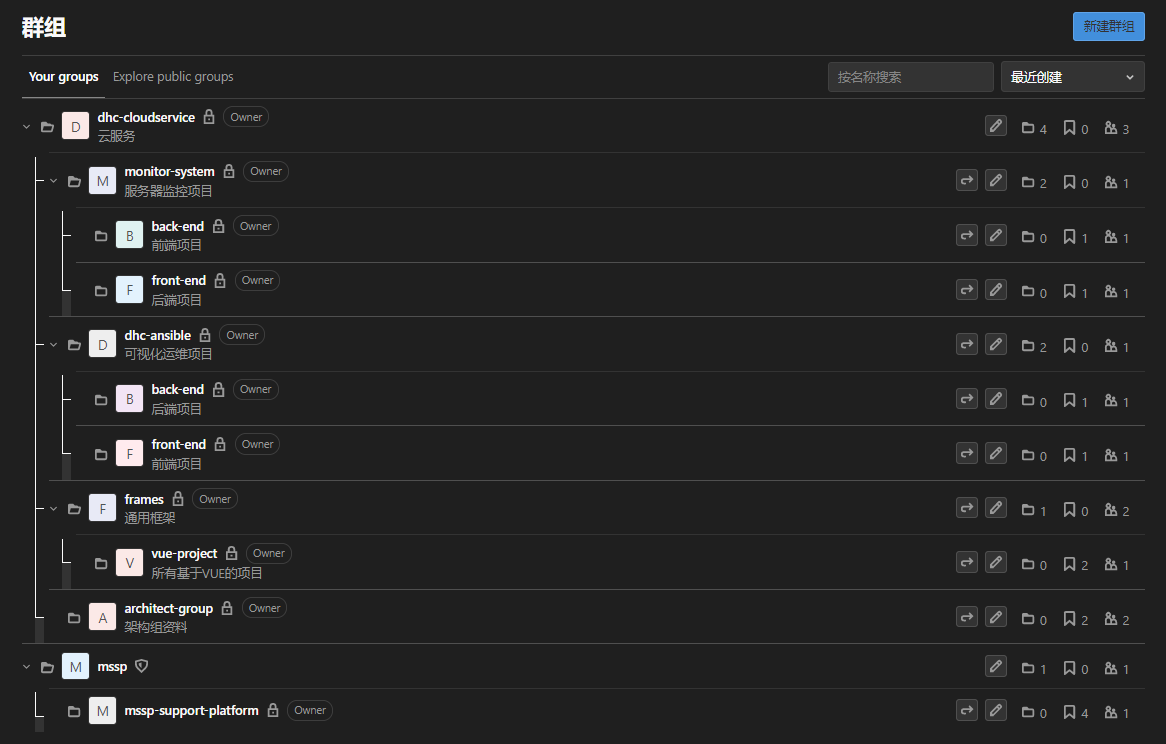 群组
新建群组
Your groups Explore public groups 按名称搜索 最近创建
D dhc-cloudservice Owner 4 0 3
云服务
M monitor-system Owner 2 0 1
服务器监控项目
B back-end Owner 0 1 1
前端项目
F front-end Owner 0 1 1
后端项目
D dhc-ansible Owner 2 0 1
可视化运维项目
B back-end Owner 0 1 1
后端项目
F front-end Owner 0 1 1
前端项目
F frames Owner 1 0 2
通用框架
V vue-project Owner 0 2 1
所有基于VUE的项目
A architect-group Owner 0 2 2
架构组资料
M mssp 1 0 1
M mssp-support-platform Owner 0 4 1